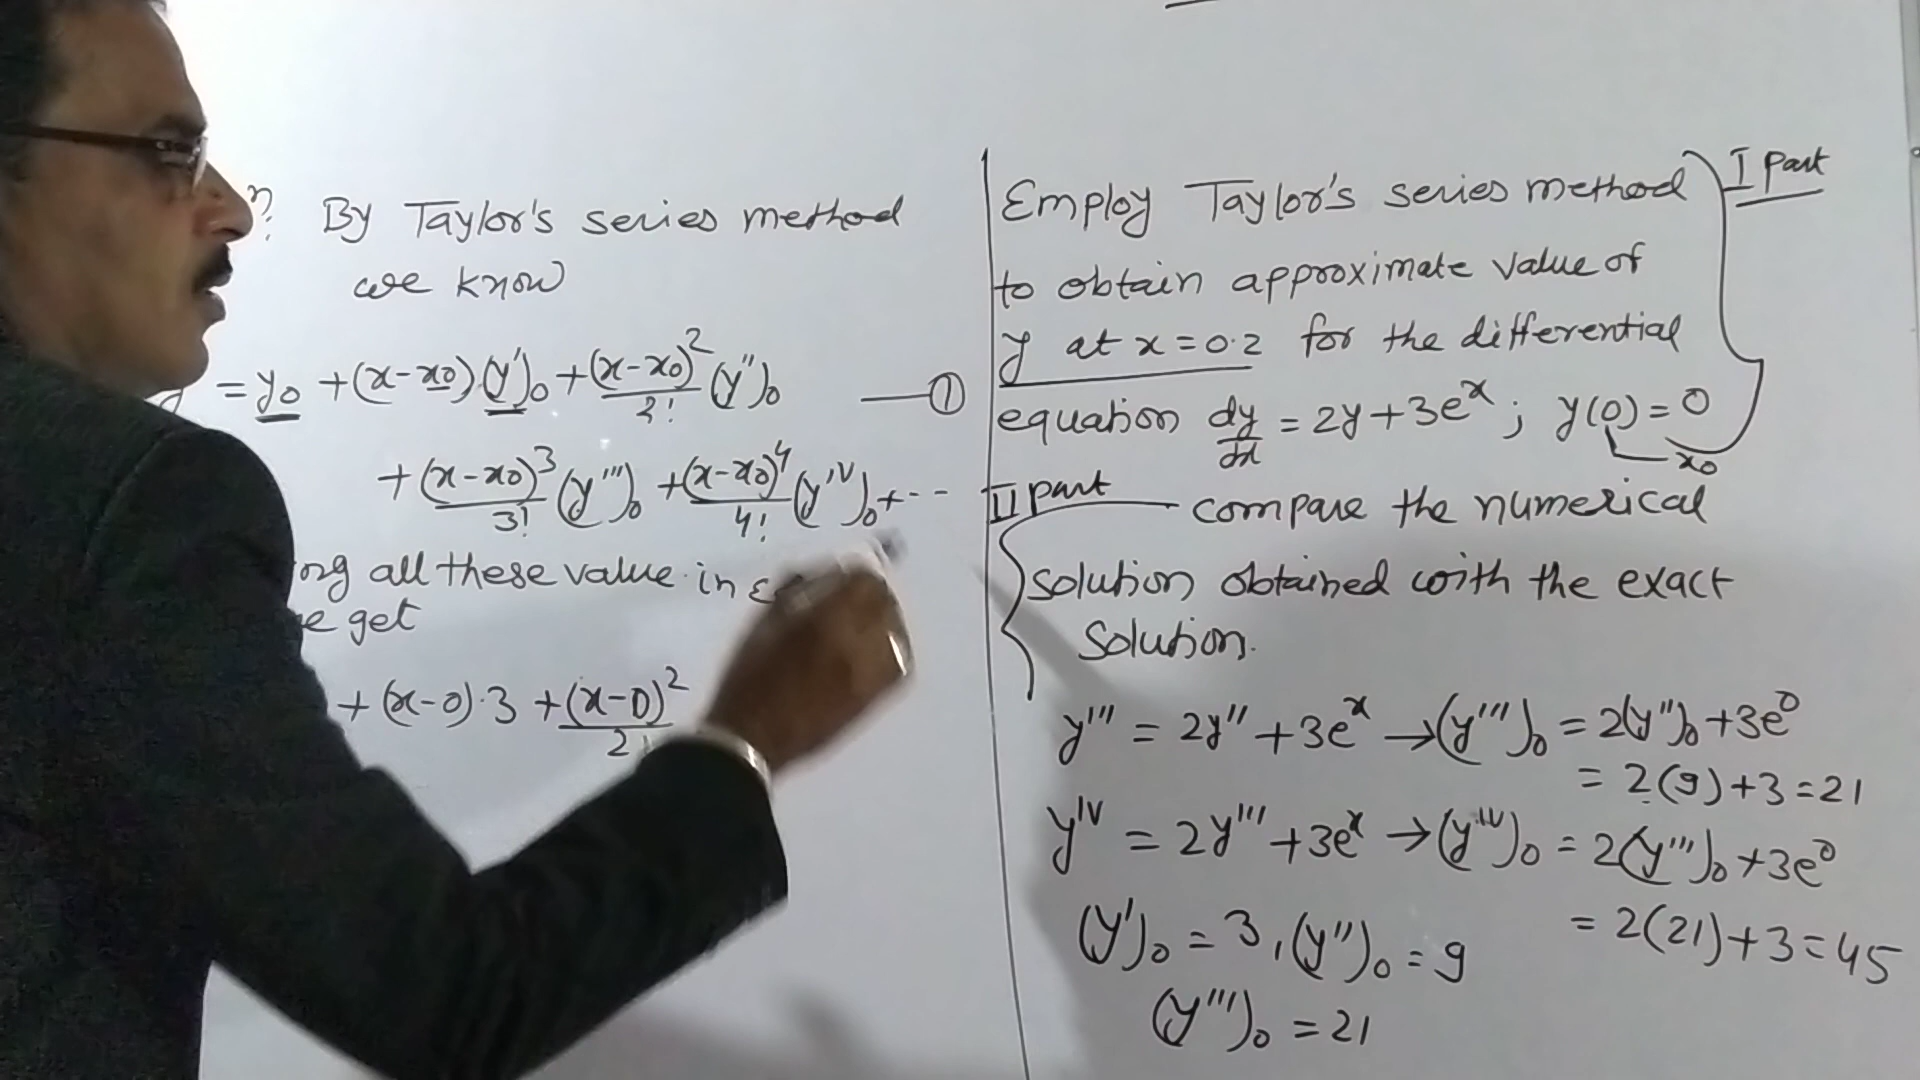 By Taylor's series method
we know
= y0 + (x-x0) (y')0 + (x-x0)^2/2! (y'')0 —①
+ (x-x0)^3/3! (y''')0 + (x-x0)^4/4! (y'V)0 + ---
all these value in
get
+ (x-0)·3 + (x-0)^2/2!
I Part
Employ Taylor's series method
to obtain approximate value of
y at x = 0.2 for the differential
equation dy/dx = 2y + 3e^x ; y(0) = 0
x0
II part
compare the numerical
solution obtained with the exact
Solution.
y''' = 2y'' + 3e^x → (y''')0 = 2(y'')0 + 3e^0
= 2(9) + 3 = 21
y'V = 2y''' + 3e^x → (y'V)0 = 2(y''')0 + 3e^0
= 2(21) + 3 = 45
(y')0 = 3, (y'')0 = 9
(y''')0 = 21